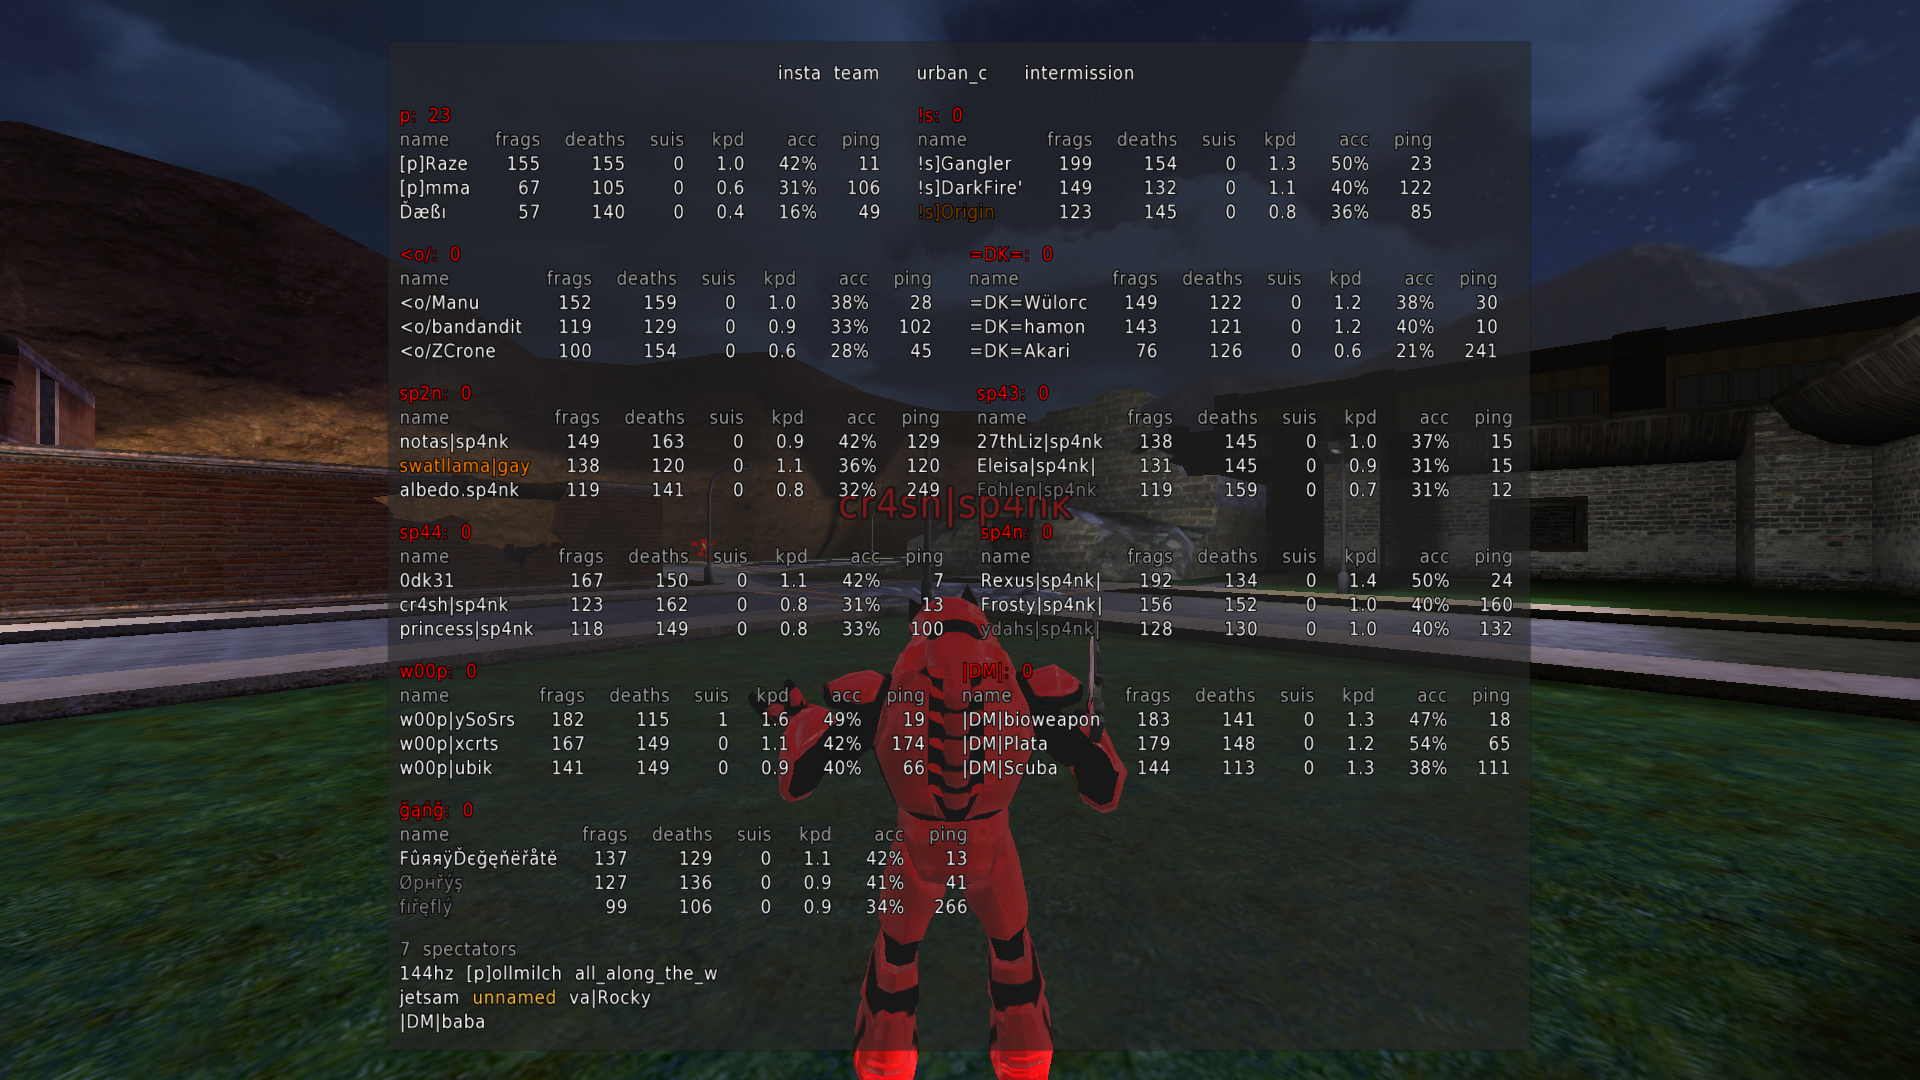 insta team urban_c intermission
p: 23
name frags deaths suis kpd acc ping
[p]Raze 155 155 0 1.0 42% 11
[p]mma 67 105 0 0.6 31% 106
Ďæßı 57 140 0 0.4 16% 49
!s: 0
name frags deaths suis kpd acc ping
!s]Gangler 199 154 0 1.3 50% 23
!s]DarkFire' 149 132 0 1.1 40% 122
!s]Origin 123 145 0 0.8 36% 85
<o/: 0
name frags deaths suis kpd acc ping
<o/Manu 152 159 0 1.0 38% 28
<o/bandandit 119 129 0 0.9 33% 102
<o/ZCrone 100 154 0 0.6 28% 45
=DK=: 0
name frags deaths suis kpd acc ping
=DK=Wülorc 149 122 0 1.2 38% 30
=DK=hamon 143 121 0 1.2 40% 10
=DK=Akari 76 126 0 0.6 21% 241
sp2n: 0
name frags deaths suis kpd acc ping
notas|sp4nk 149 163 0 0.9 42% 129
swatllama|gay 138 120 0 1.1 36% 120
albedo.sp4nk 119 141 0 0.8 32% 249
sp43: 0
name frags deaths suis kpd acc ping
27thLiz|sp4nk 138 145 0 1.0 37% 15
Eleisa|sp4nk| 131 145 0 0.9 31% 15
Fohlen|sp4nk 119 159 0 0.7 31% 12
cr4sh|sp4nk
sp44: 0
name frags deaths suis kpd acc ping
0dk31 167 150 0 1.1 42% 7
cr4sh|sp4nk 123 162 0 0.8 31% 13
princess|sp4nk 118 149 0 0.8 33% 100
sp4n: 0
name frags deaths suis kpd acc ping
Rexus|sp4nk| 192 134 0 1.4 50% 24
Frosty|sp4nk| 156 152 0 1.0 40% 160
ydahs|sp4nk| 128 130 0 1.0 40% 132
w00p: 0
name frags deaths suis kpd acc ping
w00p|ySoSrs 182 115 1 1.6 49% 19
w00p|xcrts 167 149 0 1.1 42% 174
w00p|ubik 141 149 0 0.9 40% 66
|DM|: 0
name frags deaths suis kpd acc ping
|DM|bioweapon 183 141 0 1.3 47% 18
|DM|Plata 179 148 0 1.2 54% 65
|DM|Scuba 144 113 0 1.3 38% 111
ğąńğ: 0
name frags deaths suis kpd acc ping
FûяяÿĎєğęňëřåtě 137 129 0 1.1 42% 13
Øpнřýş 127 136 0 0.9 41% 41
fıřęflý 99 106 0 0.9 34% 266
7 spectators
144hz [p]ollmilch all_along_the_w
jetsam unnamed va|Rocky
|DM|baba